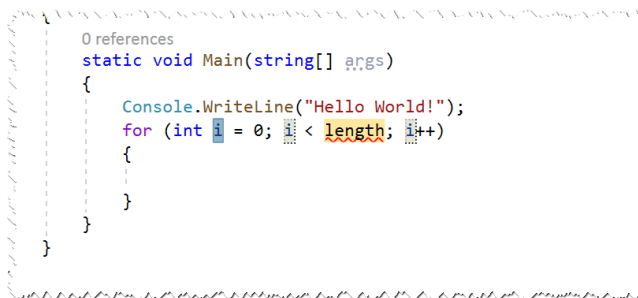 {
0 references
static void Main(string[] args)
{
Console.WriteLine("Hello World!");
for (int i = 0; i < length; i++)
{
}
}
}